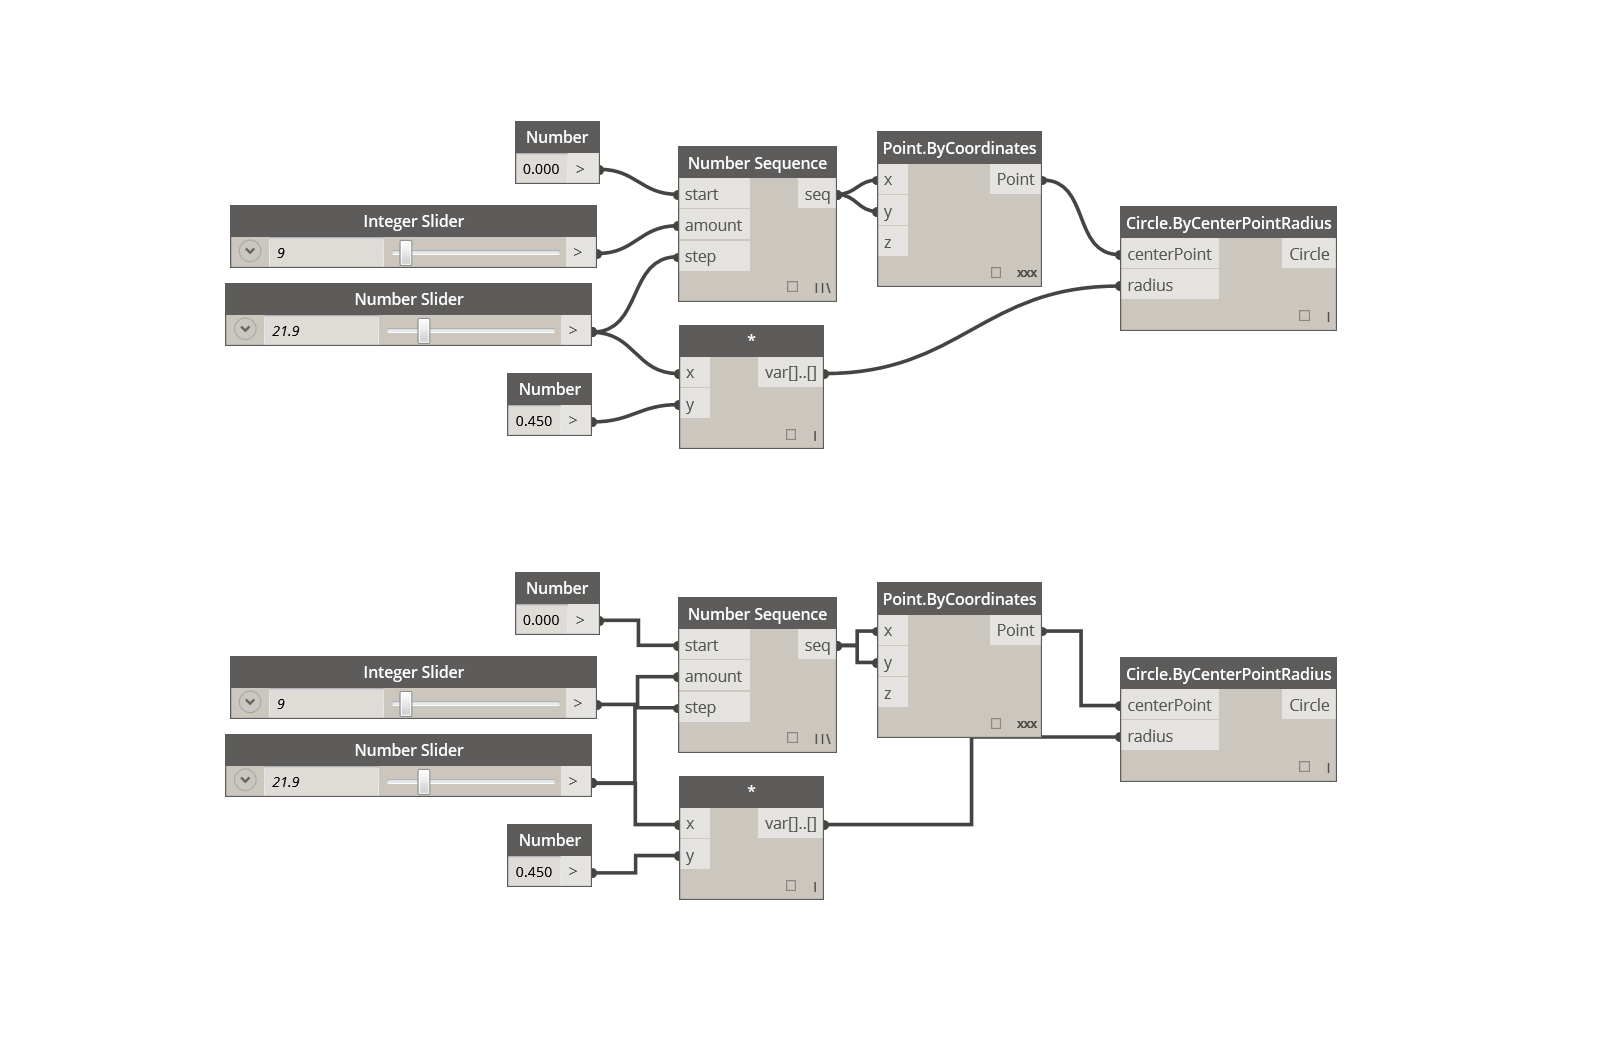 Number
0.000 >
Integer Slider
9 >
Number Slider
21.9 >
Number
0.450 >
Number Sequence
start seq
amount
step
| | \
*
x var[]..[]
y
|
Point.ByCoordinates
x Point
y
z
xxx
Circle.ByCenterPointRadius
centerPoint Circle
radius
|
Number
0.000 >
Integer Slider
9 >
Number Slider
21.9 >
Number
0.450 >
Number Sequence
start seq
amount
step
| | \
*
x var[]..[]
y
|
Point.ByCoordinates
x Point
y
z
xxx
Circle.ByCenterPointRadius
centerPoint Circle
radius
|